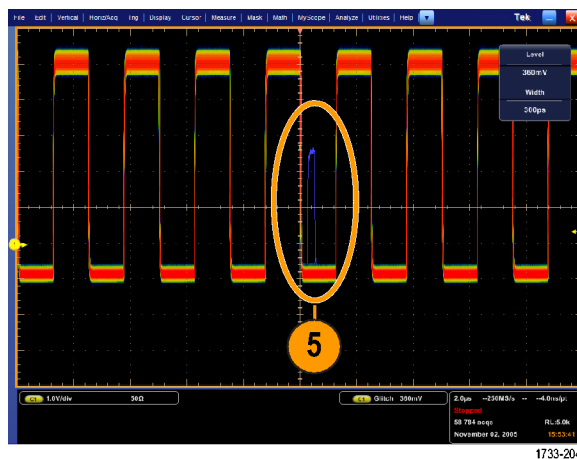 File Edit Vertical Horiz/Acq Trig Display Cursor Measure Mask Math MyScope Analyze Utilities Help Tek X
Level
360mV
Width
300ps
5
C1 1.0V/div 50Ω
C1 Glitch 360mV
2.0µs --250MS/s -- --4.0ns/pt
Stopped
58 784 acqs RL:5.0k
November 02, 2005 15:53:41
1733-204